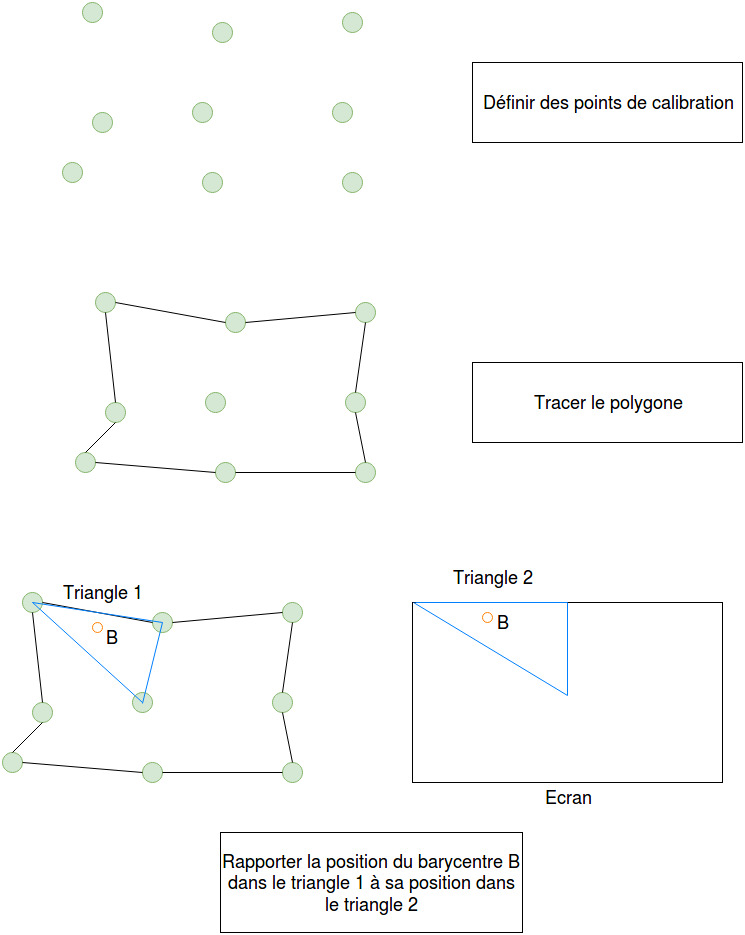 Définir des points de calibration
Tracer le polygone
Triangle 1
B
Triangle 2
B
Ecran
Rapporter la position du barycentre B
dans le triangle 1 à sa position dans
le triangle 2